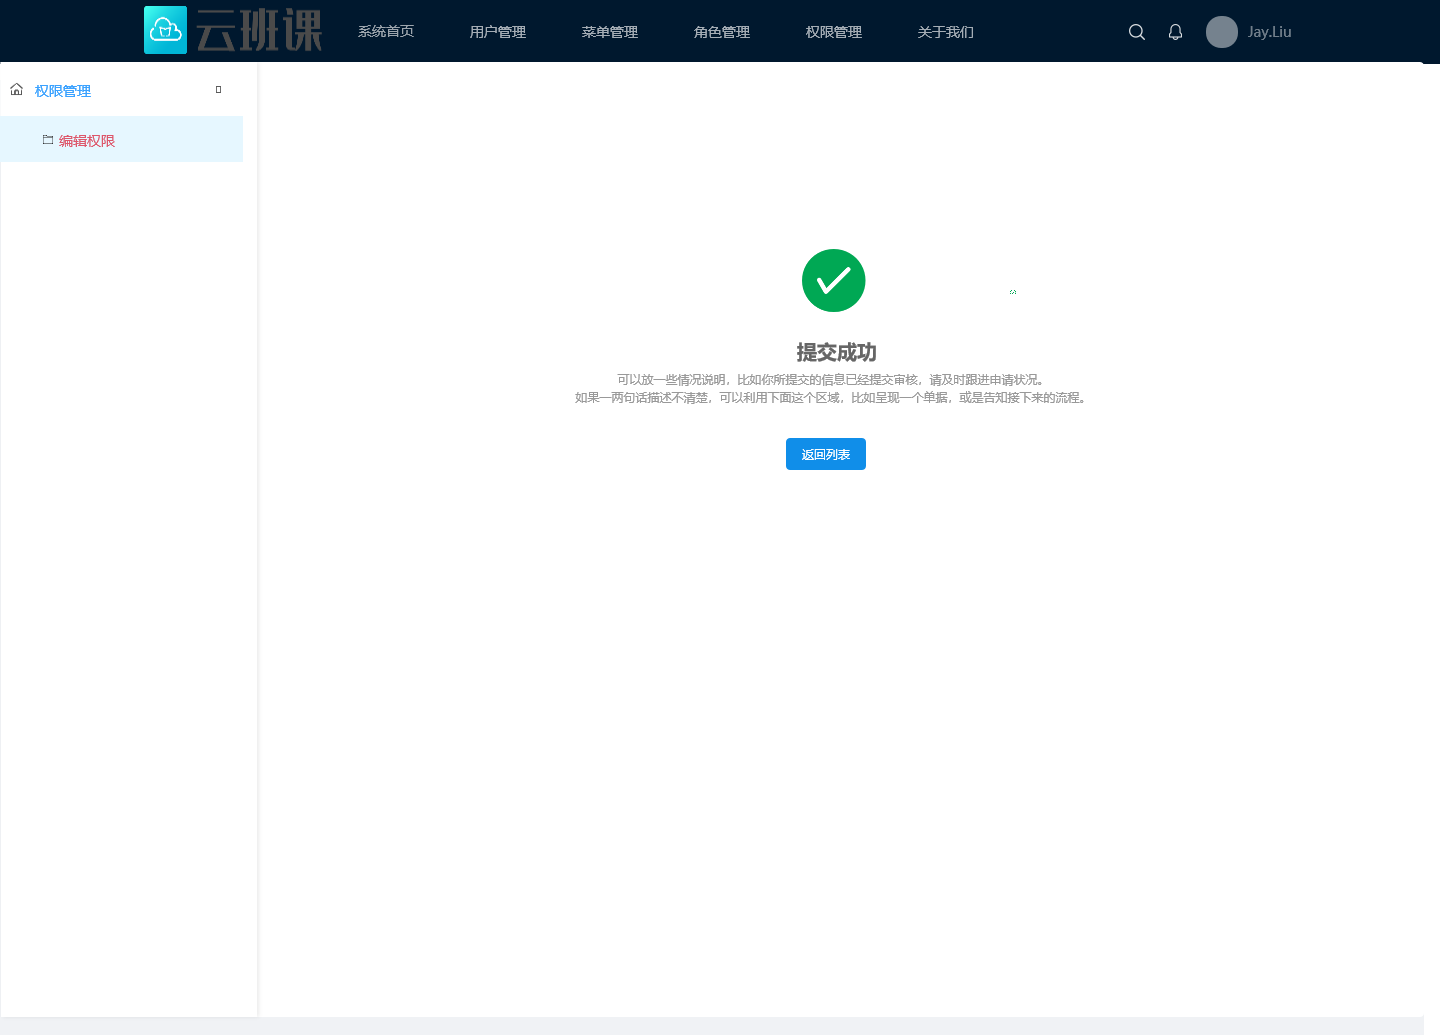 云班课
系统首页
用户管理
菜单管理
角色管理
权限管理
关于我们
Jay.Liu
权限管理
编辑权限
提交成功
可以放一些情况说明，比如你所提交的信息已经提交审核，请及时跟进申请状况。
如果一两句话描述不清楚，可以利用下面这个区域，比如呈现一个单据，或是告知接下来的流程。
返回列表